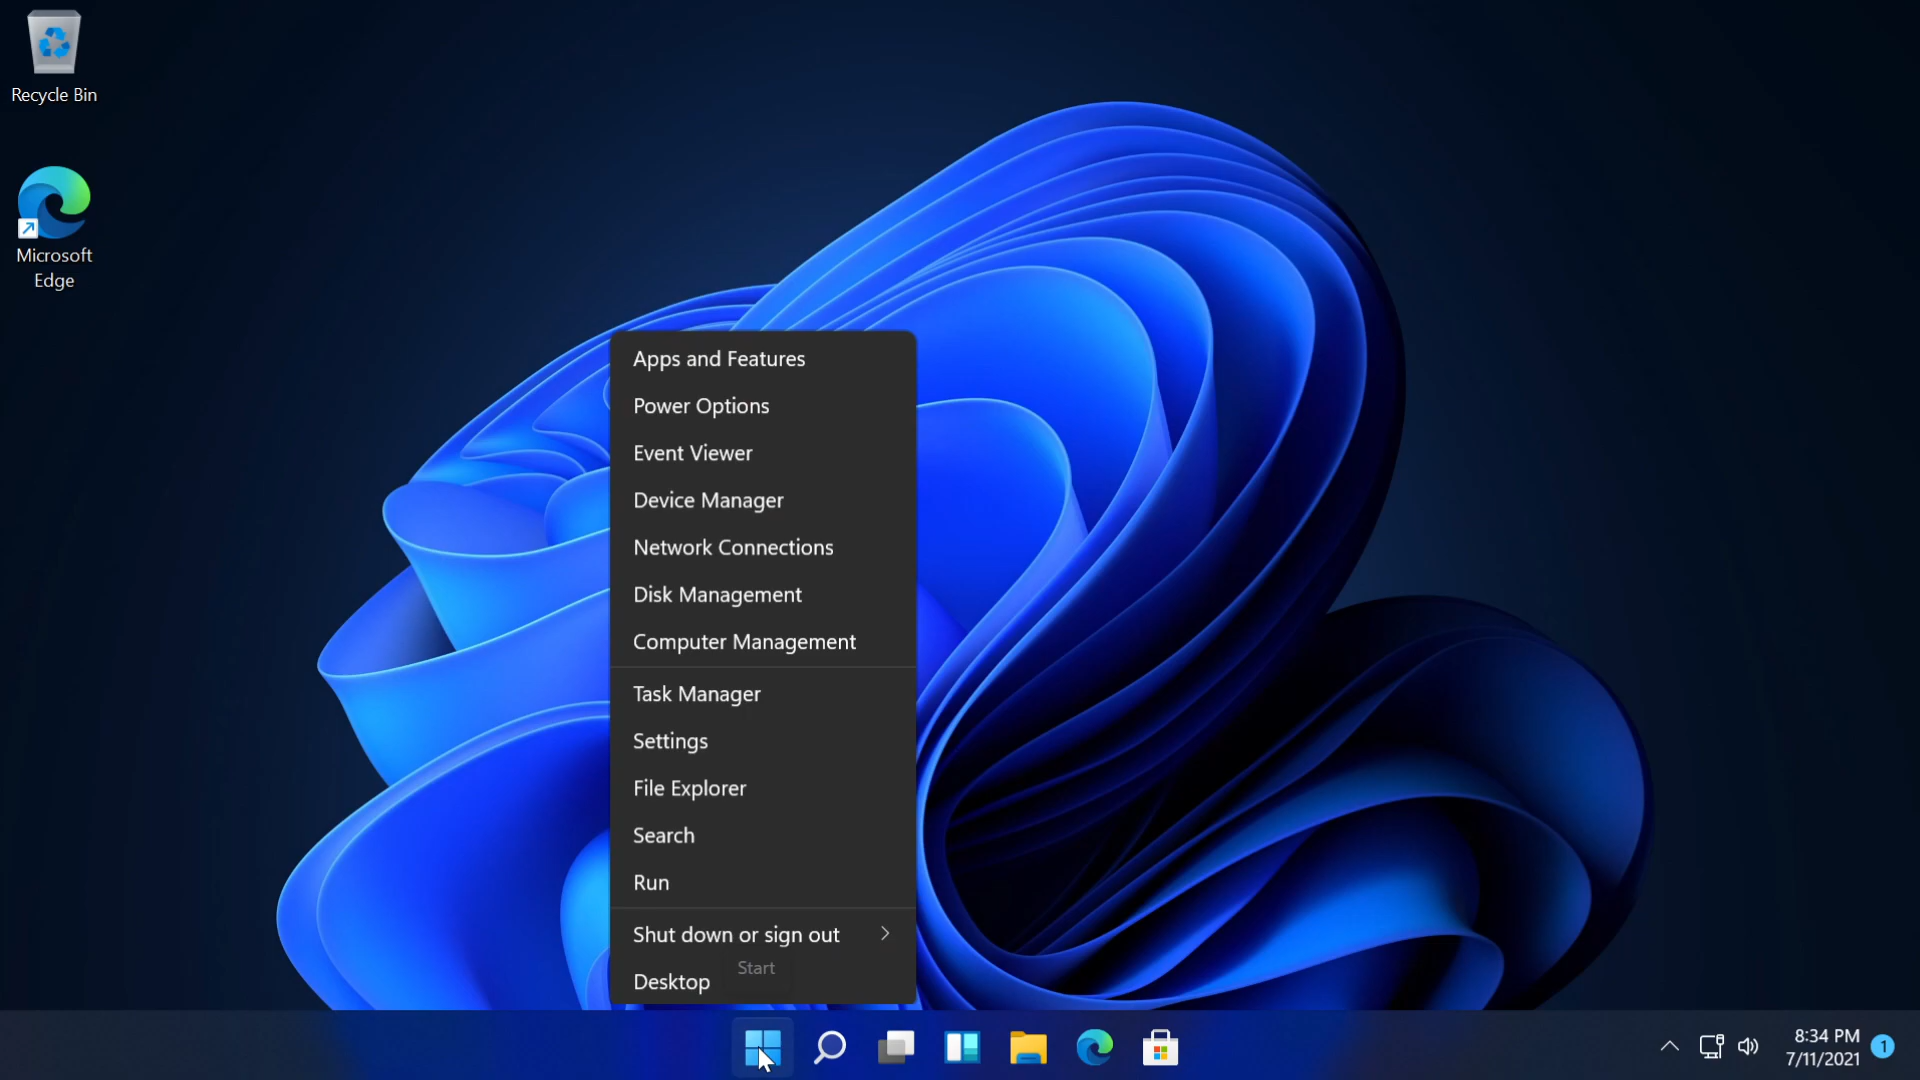 Recycle Bin
Microsoft
Edge
Apps and Features
Power Options
Event Viewer
Device Manager
Network Connections
Disk Management
Computer Management
Task Manager
Settings
File Explorer
Search
Run
Shut down or sign out
Start
Desktop
8:34 PM
7/11/2021
1